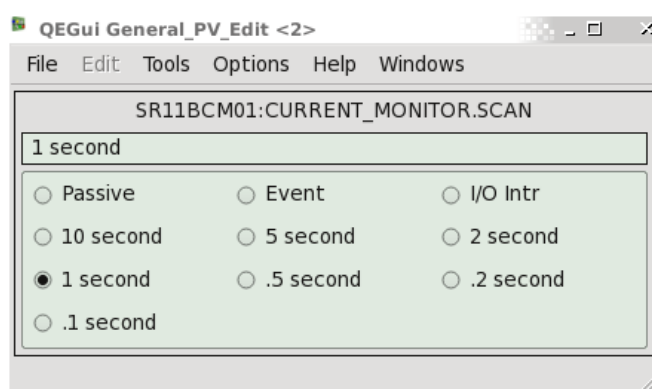 QEGui General_PV_Edit <2>
File Edit Tools Options Help Windows
SR11BCM01:CURRENT_MONITOR.SCAN
1 second
Passive Event I/O Intr
10 second 5 second 2 second
1 second .5 second .2 second
.1 second